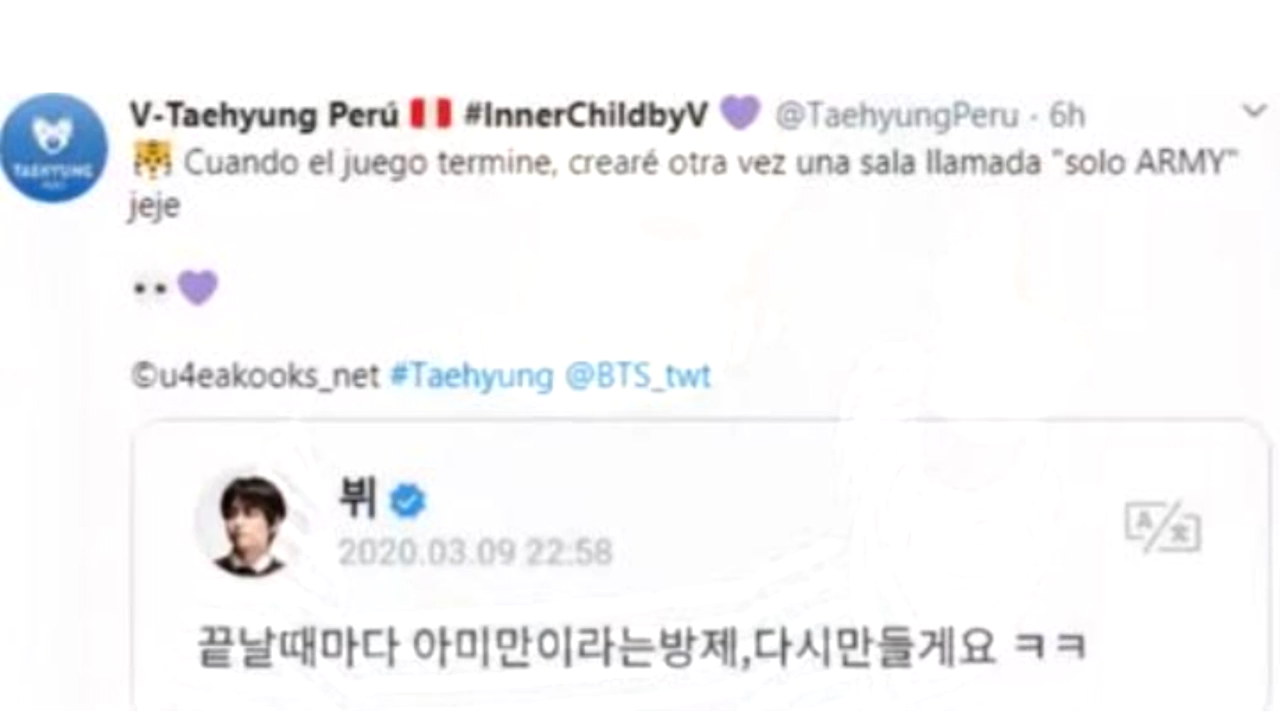 V-Taehyung Perú 🇵🇪 #InnerChildbyV 💜 @TaehyungPeru · 6h
🐯 Cuando el juego termine, crearé otra vez una sala llamada "solo ARMY"
jeje
👀💜
©u4eakooks_net #Taehyung @BTS_twt
뷔
2020.03.09 22:58
끝날때마다 아미만이라는방제,다시만들게요 ㅋㅋ
TAEHYUNG
A/文